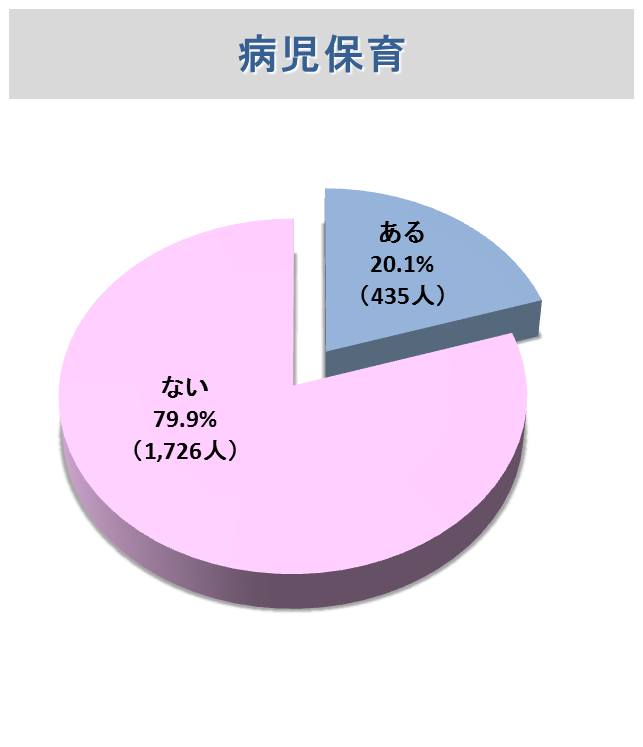 病児保育
ある
20.1%
（435人）
ない
79.9%
（1,726人）